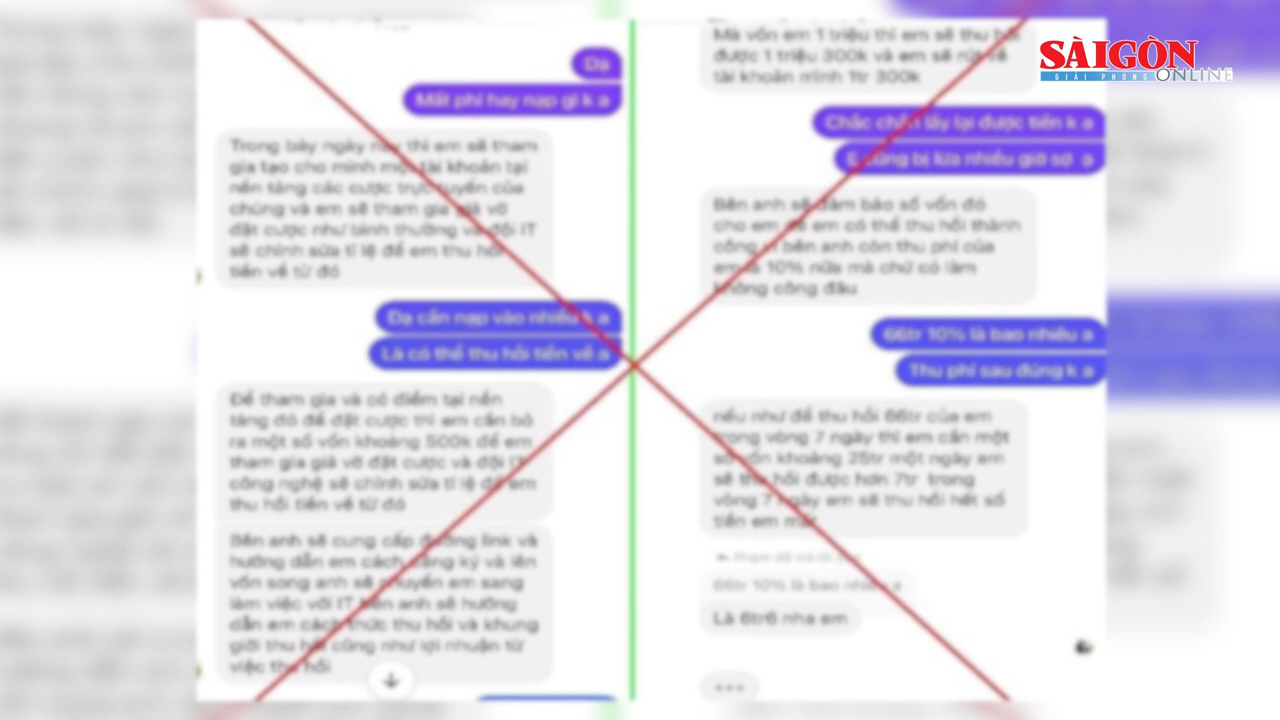 SÀIGÒN
GIẢI PHÓNG ONLINE
Dạ
Mất phí hay nạp gì k a
Trong bảy ngày này thì em sẽ tham
gia tạo cho mình một tài khoản tại
nền tảng các cược trực tuyến của
chúng và em sẽ tham gia giả vờ
đặt cược như bình thường và đội IT
sẽ chỉnh sửa tỉ lệ để em thu hồi
tiền về từ đó
Dạ cần nạp vào nhiều k a
Là có thể thu hồi tiền về a
Để tham gia và có điểm tại nền
tảng đó để đặt cược thì em cần bỏ
ra một số vốn khoảng 500k để em
tham gia giả vờ đặt cược và đội IT
công nghệ sẽ chỉnh sửa tỉ lệ để em
thu hồi tiền về từ đó
Bên anh sẽ cung cấp đường link và
hướng dẫn em cách đăng ký và lên
vốn song anh sẽ chuyển em sang
làm việc với IT bên anh sẽ hướng
dẫn em cách thức thu hồi và khung
giời thu hồi cũng như lợi nhuận từ
việc thu hồi
Mà vốn em 1 triệu thì em sẽ thu hồi
được 1 triệu 300k và em sẽ rút về
tài khoản mình 1tr 300k
Chắc chắn lấy lại được tiền k a
E cũng bị lừa nhiều giờ sợ ạ
Bên anh sẽ đảm bảo số vốn đó
cho em để em có thể thu hồi thành
công vì bên anh còn thu phí của
em là 10% nữa mà chứ có làm
không công đâu
66tr 10% là bao nhiêu a
Thu phí sau đúng k a
nếu như để thu hồi 66tr của em
trong vòng 7 ngày thì em cần một
số vốn khoảng 25tr một ngày em
sẽ thu hồi được hơn 7tr trong
vòng 7 ngày em sẽ thu hồi hết số
tiền em mất
66tr 10% là bao nhiêu a
Là 6tr6 nha em